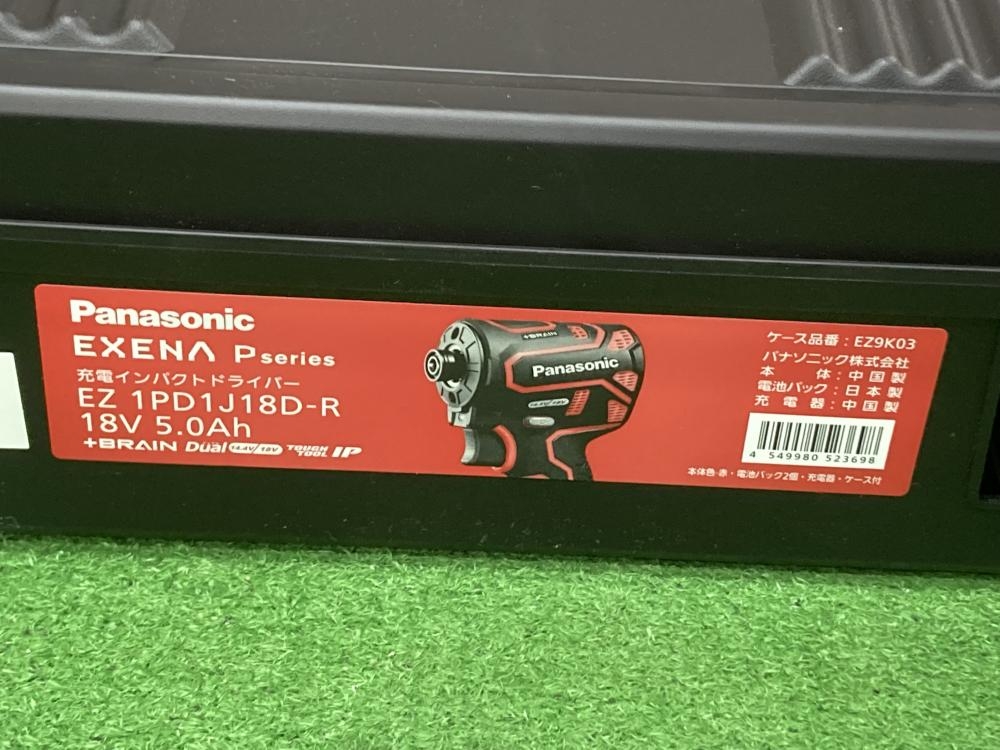 Panasonic
EXENA P series
充電インパクトドライバー
EZ 1PD1J18D-R
18V 5.0Ah
+BRAIN Dual 14.4V/18V TOUGH TOOL IP
+BRAIN
Panasonic
14.4V/18V
ケース品番：EZ9K03
パナソニック株式会社
本体：中国製
電池パック：日本製
充電器：中国製
4 549980 523698
本体色-赤・電池パック2個・充電器・ケース付